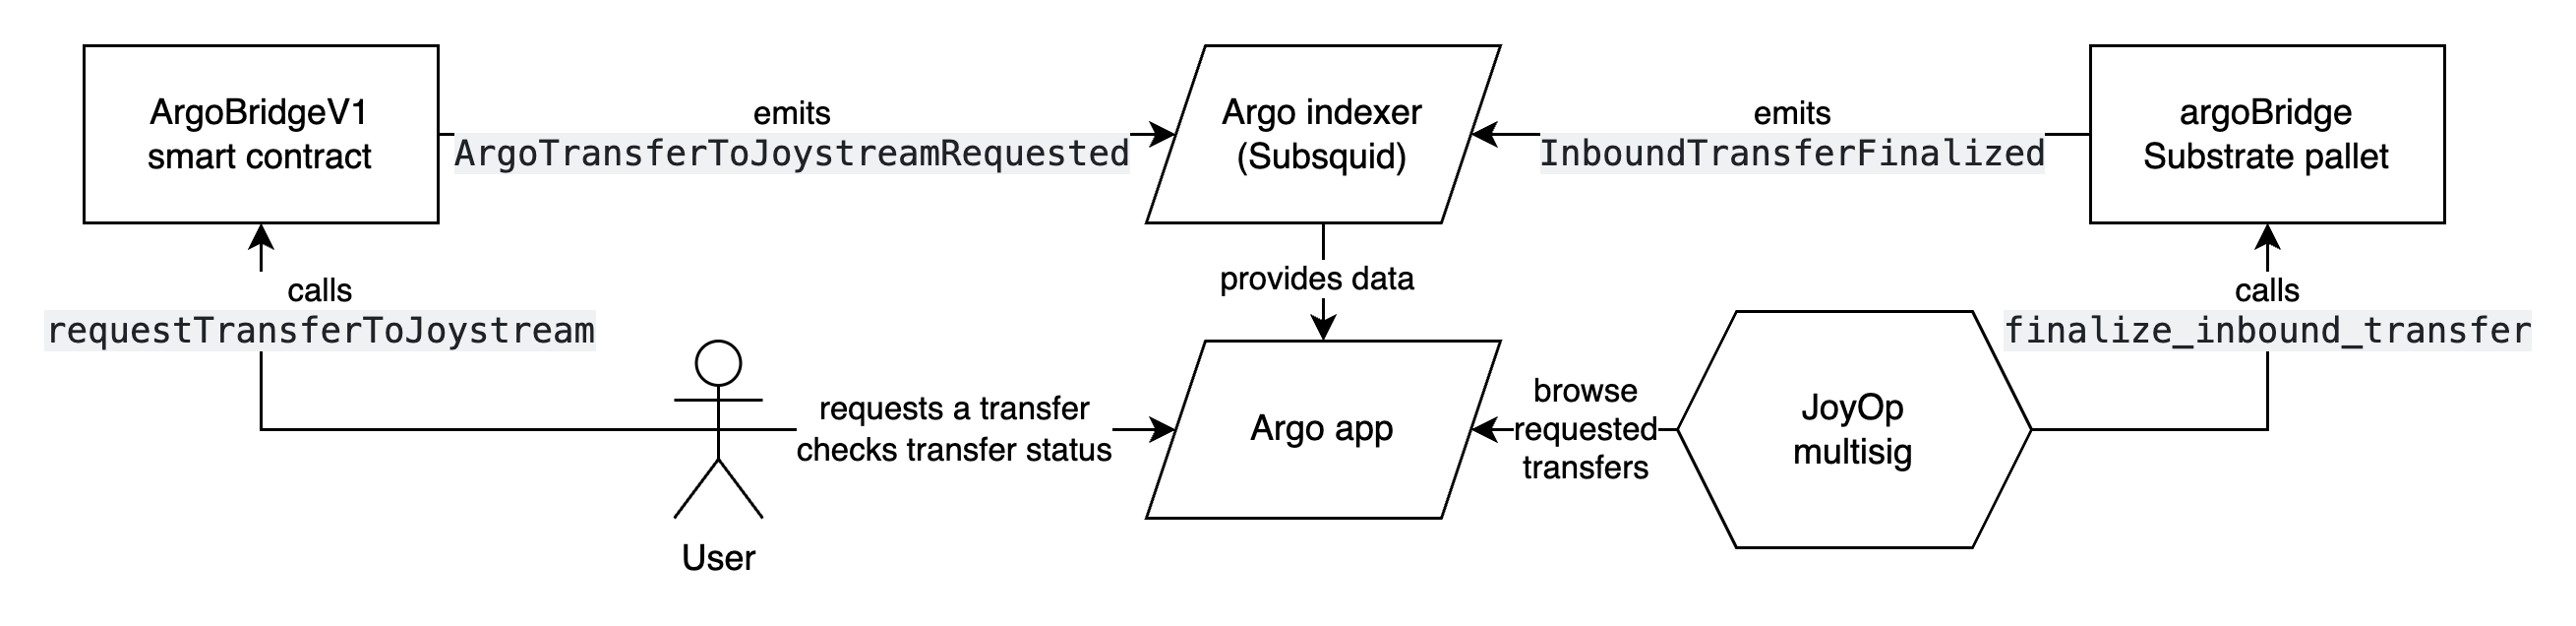 ArgoBridgeV1
smart contract
emits
ArgoTransferToJoystreamRequested
Argo indexer
(Subsquid)
emits
InboundTransferFinalized
argoBridge
Substrate pallet
calls
requestTransferToJoystream
provides data
calls
finalize_inbound_transfer
User
requests a transfer
checks transfer status
Argo app
browse
requested
transfers
JoyOp
multisig